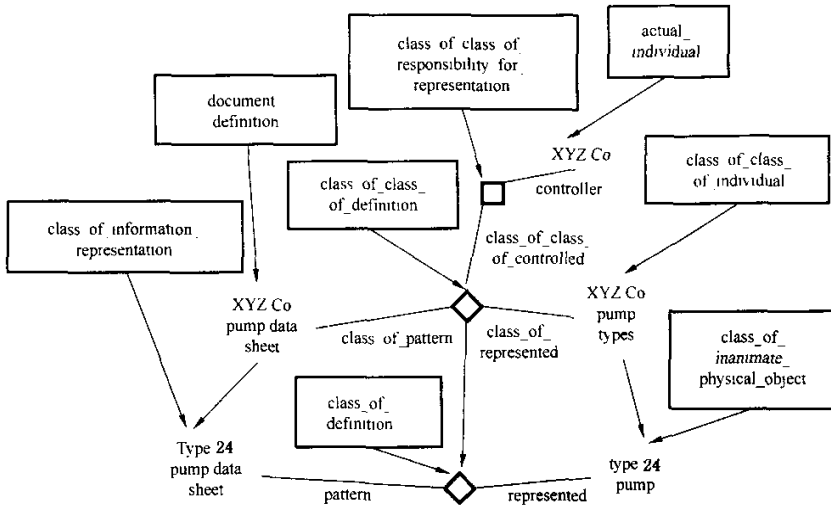 class of class of
responsibility for
representation
actual_
individual
document
definition
XYZ Co
controller
class_of_class_
of_definition
class_of_class_
of_individual
class of information
representation
class_of_class_
of_controlled
XYZ Co
pump data
sheet
class of pattern
class_of_
represented
XYZ Co
pump
types
class_of_
inanimate_
physical_object
class_of_
definition
Type 24
pump data
sheet
pattern
represented
type 24
pump